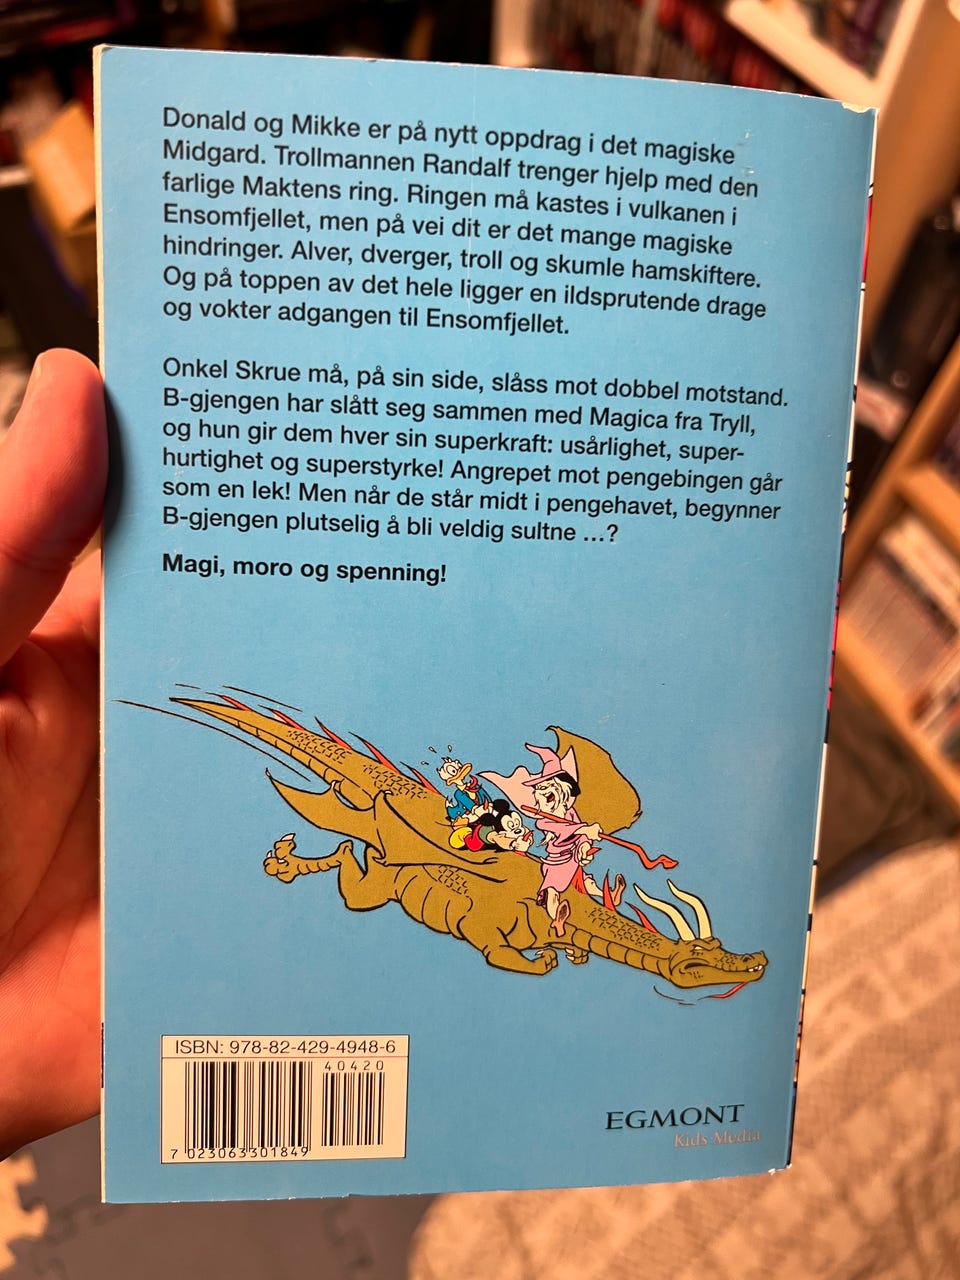 Donald og Mikke er på nytt oppdrag i det magiske
Midgard. Trollmannen Randalf trenger hjelp med den
farlige Maktens ring. Ringen må kastes i vulkanen i
Ensomfjellet, men på vei dit er det mange magiske
hindringer. Alver, dverger, troll og skumle hamskiftere.
Og på toppen av det hele ligger en ildsprutende drage
og vokter adgangen til Ensomfjellet.
Onkel Skrue må, på sin side, slåss mot dobbel motstand.
B-gjengen har slått seg sammen med Magica fra Tryll,
og hun gir dem hver sin superkraft: usårlighet, super-
hurtighet og superstyrke! Angrepet mot pengebingen går
som en lek! Men når de står midt i pengehavet, begynner
B-gjengen plutselig å bli veldig sultne ...?
Magi, moro og spenning!
ISBN: 978-82-429-4948-6
40420
7 023063301849
EGMONT
Kids Media